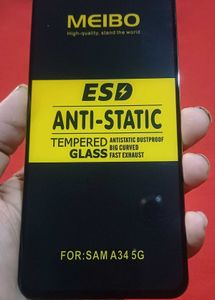 MEIBO
High-quality, stand the world
ESD
ANTI-STATIC
TEMPERED GLASS
ANTISTATIC DUSTPROOF
BIG CURVED
FAST EXHAUST
FOR:SAM A34 5G